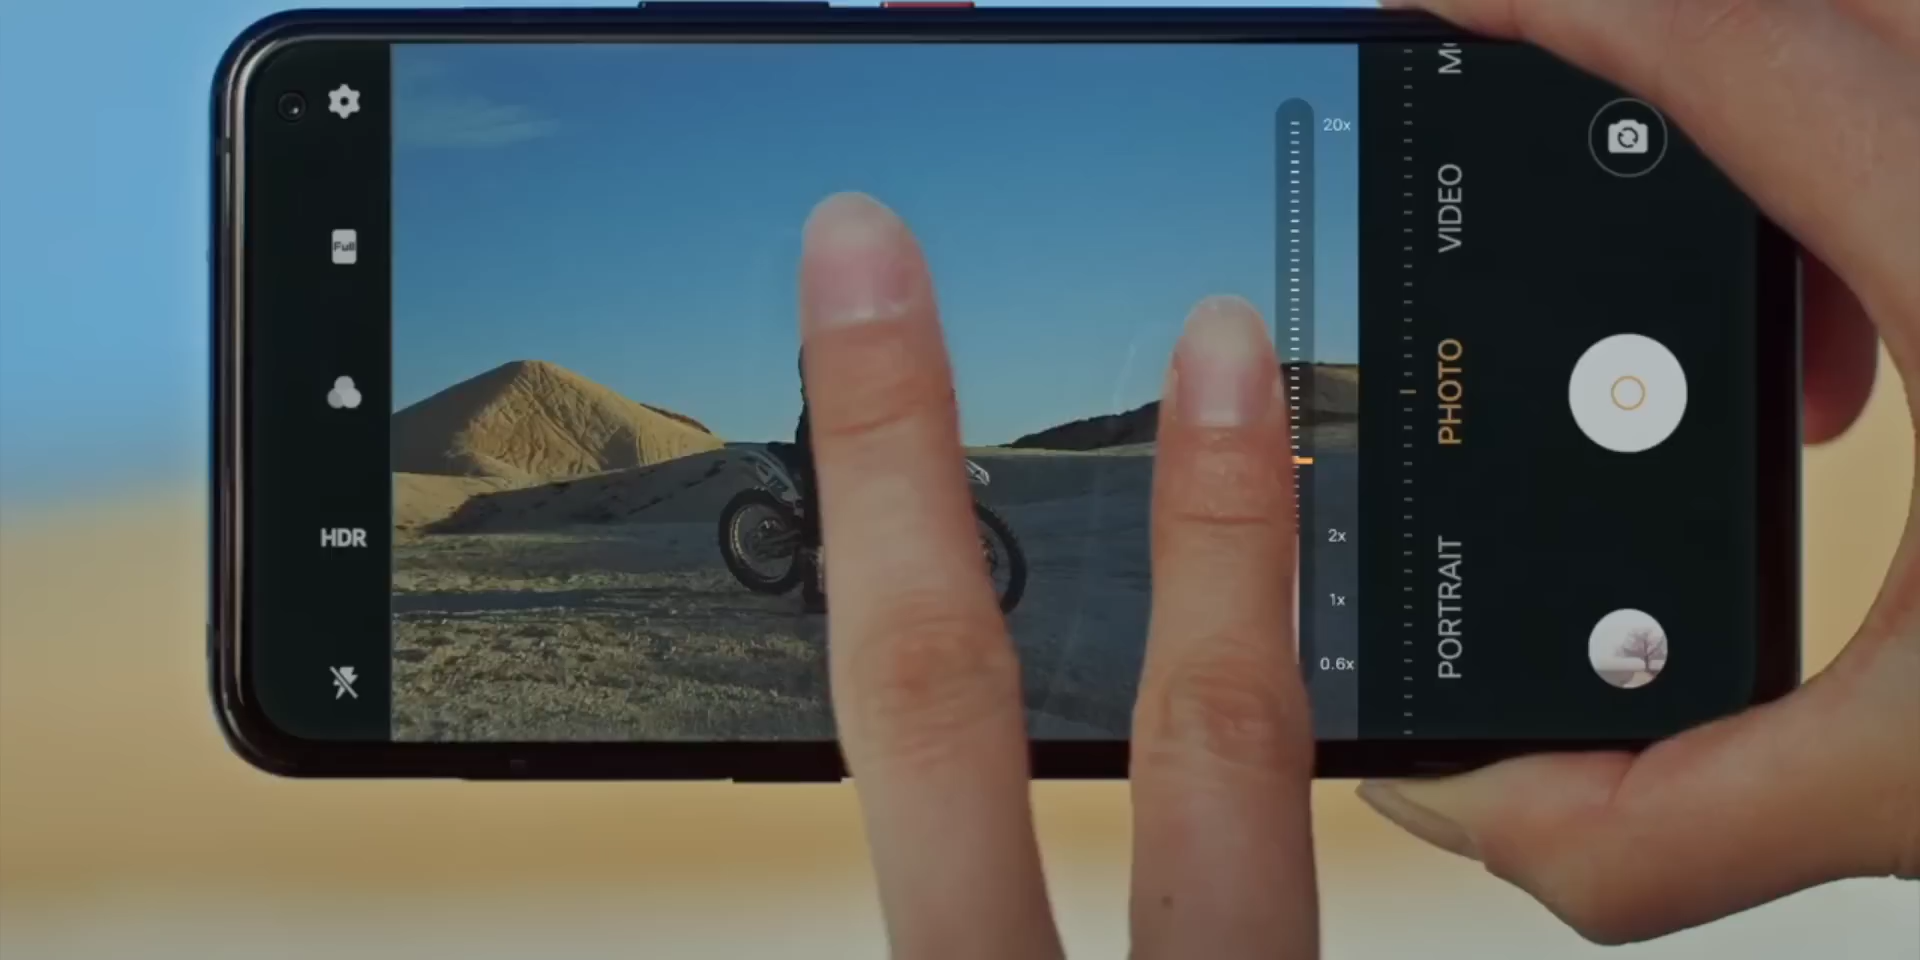 Full
HDR
20x
2x
1x
0.6x
VIDEO
PHOTO
PORTRAIT